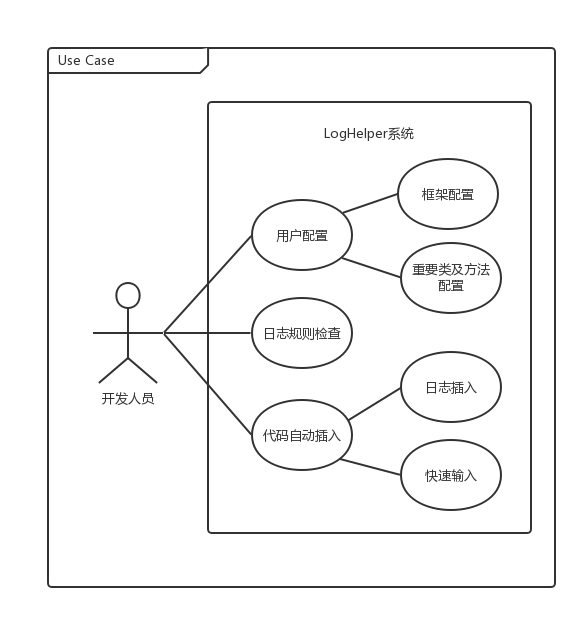 Use Case
LogHelper系统
框架配置
用户配置
重要类及方法
配置
日志规则检查
开发人员
日志插入
代码自动插入
快速输入